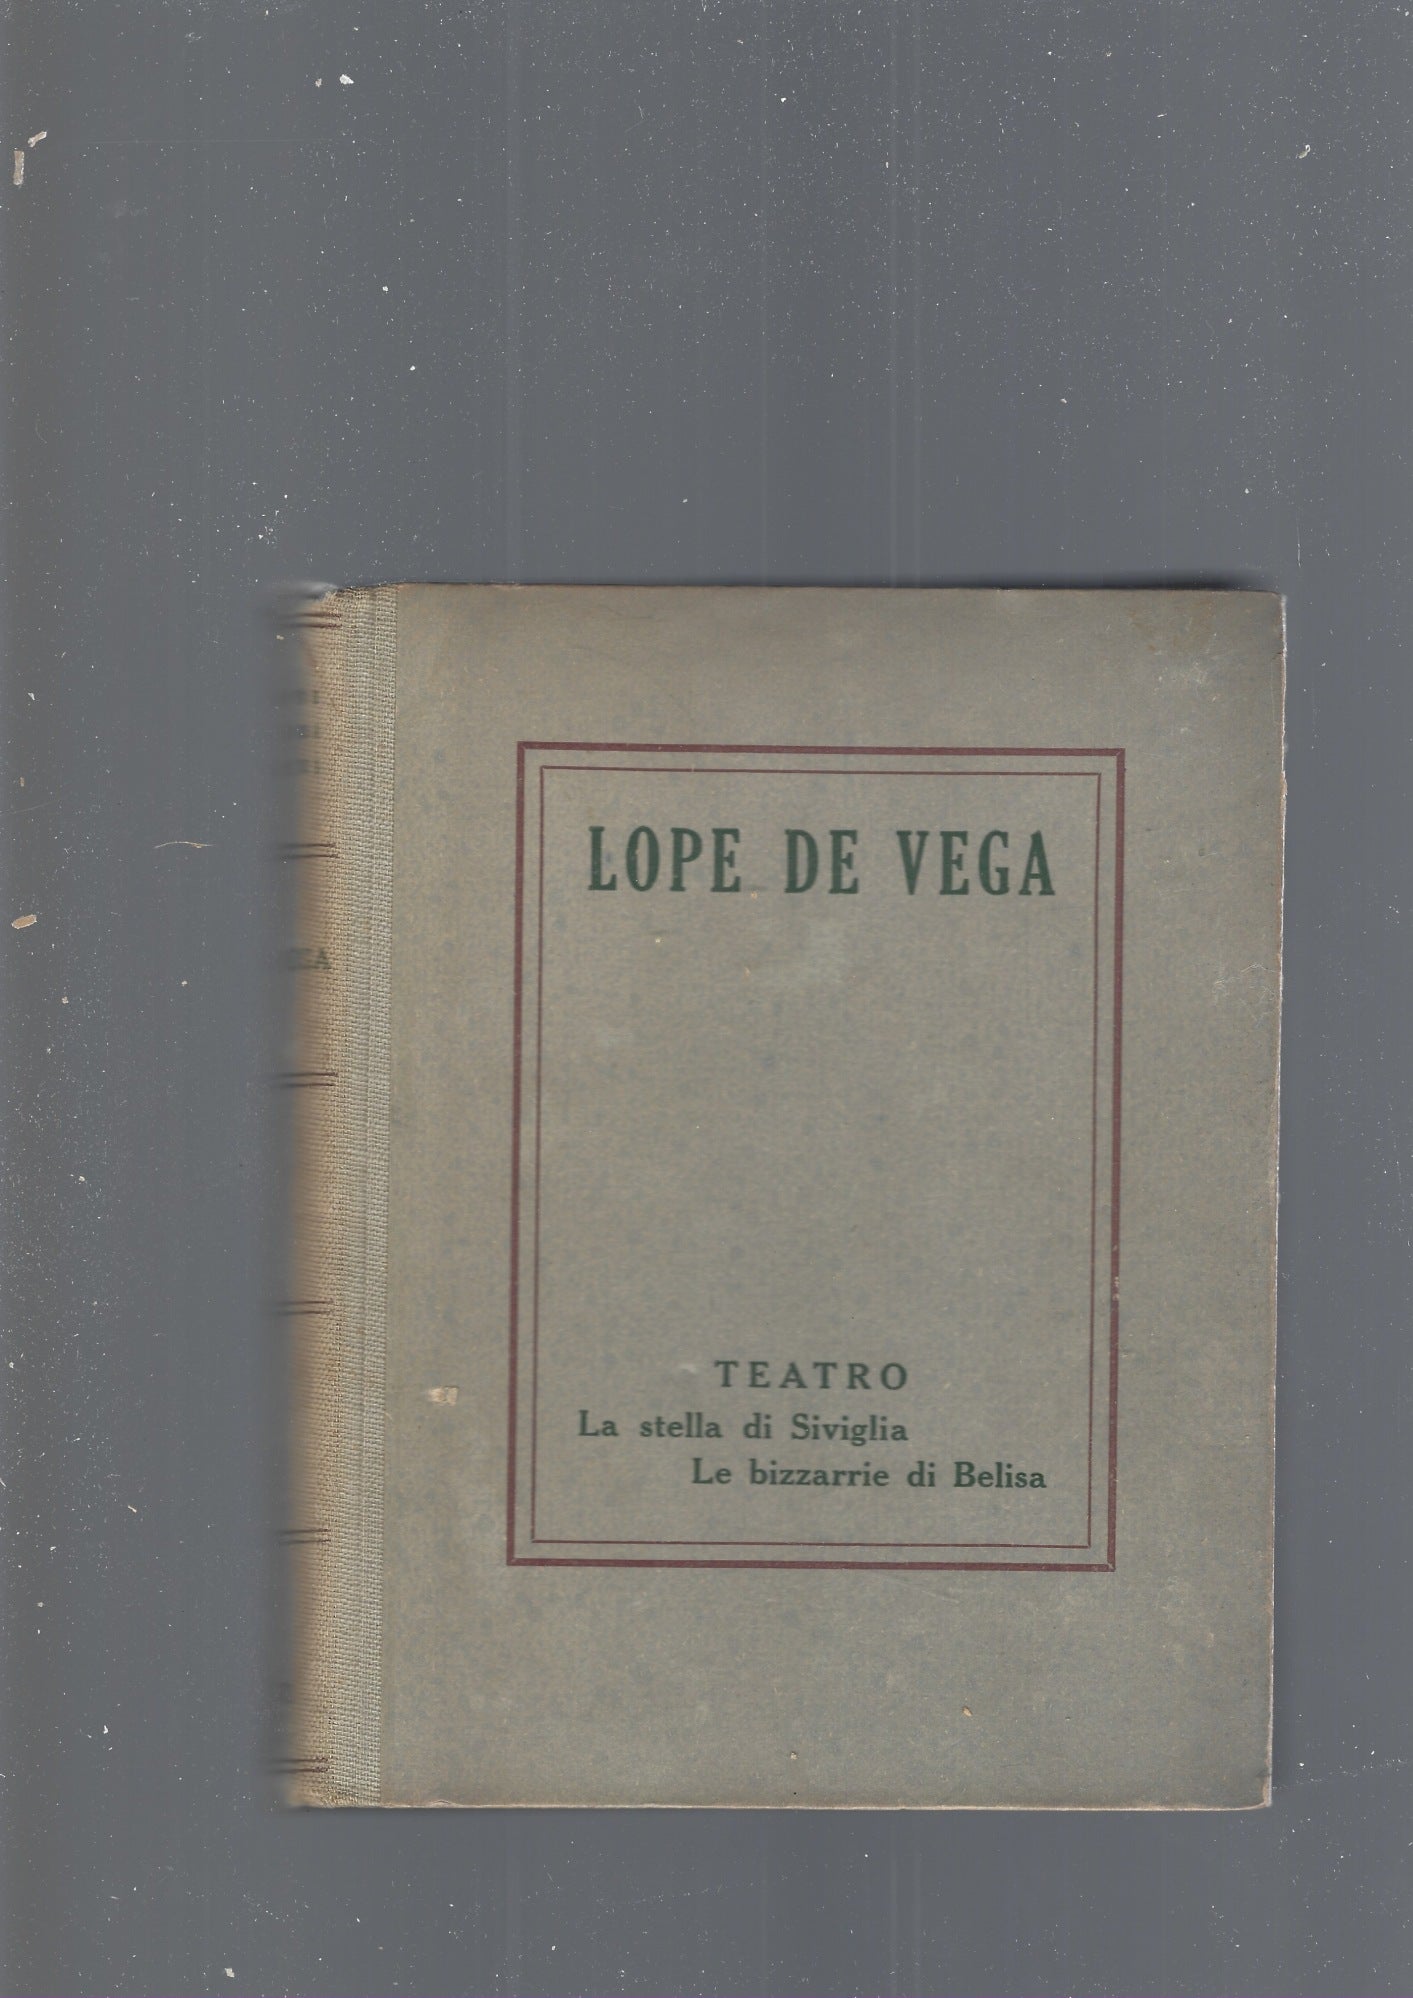 LOPE DE VEGA
TEATRO
La stella di Siviglia
Le bizzarrie di Belisa